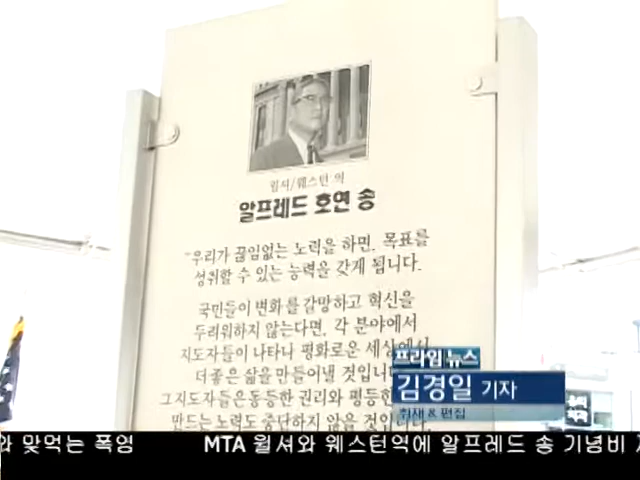 윌셔/웨스턴 역
알프레드 호연 송
"우리가 끊임없는 노력을 하면, 목표를
성취할 수 있는 능력을 갖게 됩니다.
국민들이 변화를 갈망하고 혁신을
두려워하지 않는다면, 각 분야에서
지도자들이 나타나 평화로운 세상에서
더 좋은 삶을 만들어낼 것입니다
그지도자들은동등한 권리와 평등한
만드는 노력도 중단하지 않을 것입니다.
프라임 뉴스
김경일 기자
취재 & 편집
와 맞먹는 폭영 MTA 윌셔와 웨스턴역에 알프레드 송 기념비